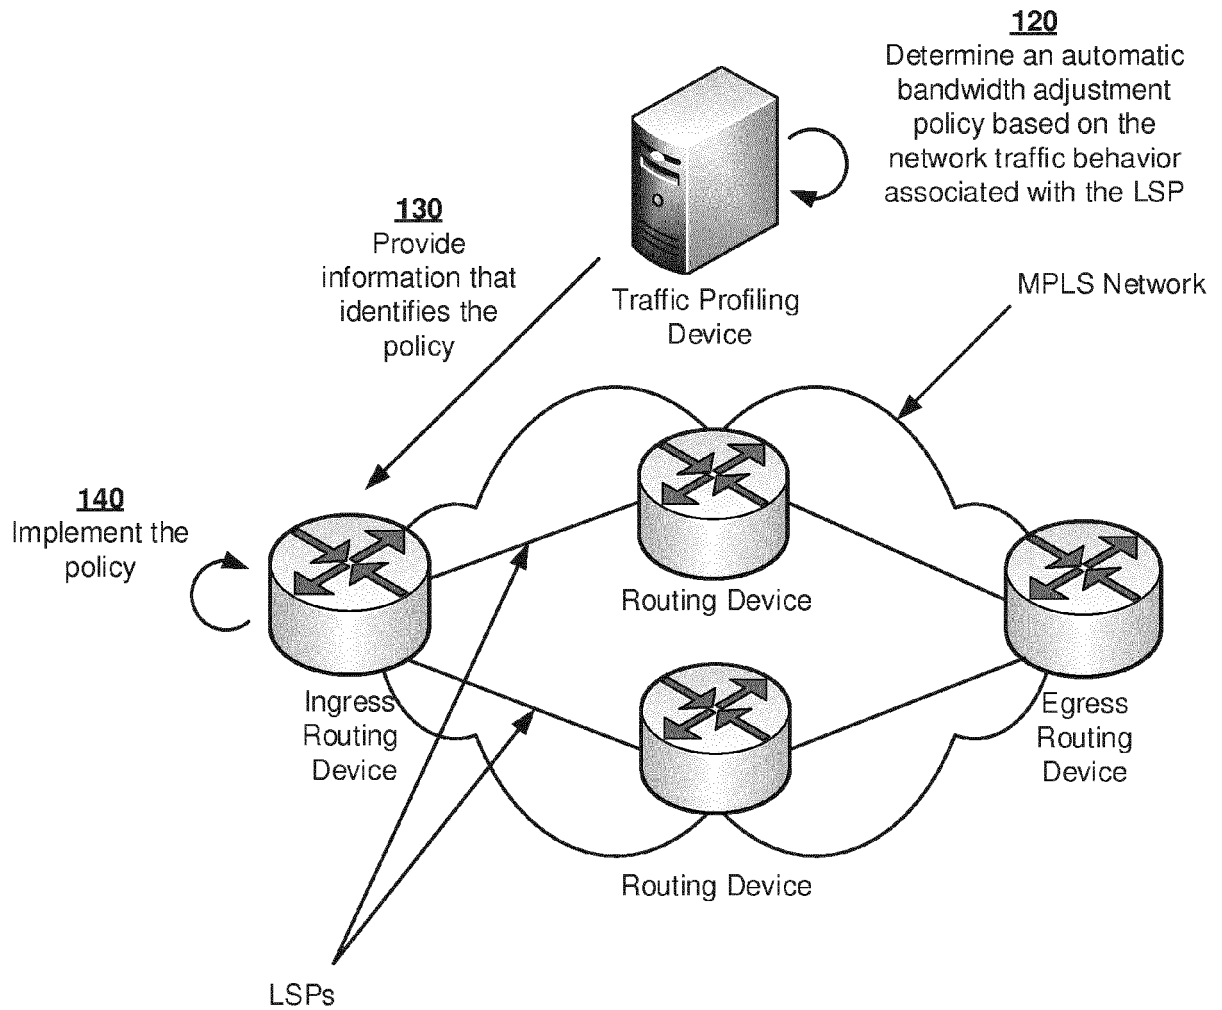 120
Determine an automatic
bandwidth adjustment
policy based on the
network traffic behavior
associated with the LSP
130
Provide
information that
identifies the
policy
Traffic Profiling
Device
MPLS Network
140
Implement the
policy
Routing Device
Ingress
Routing
Device
Egress
Routing
Device
Routing Device
LSPs